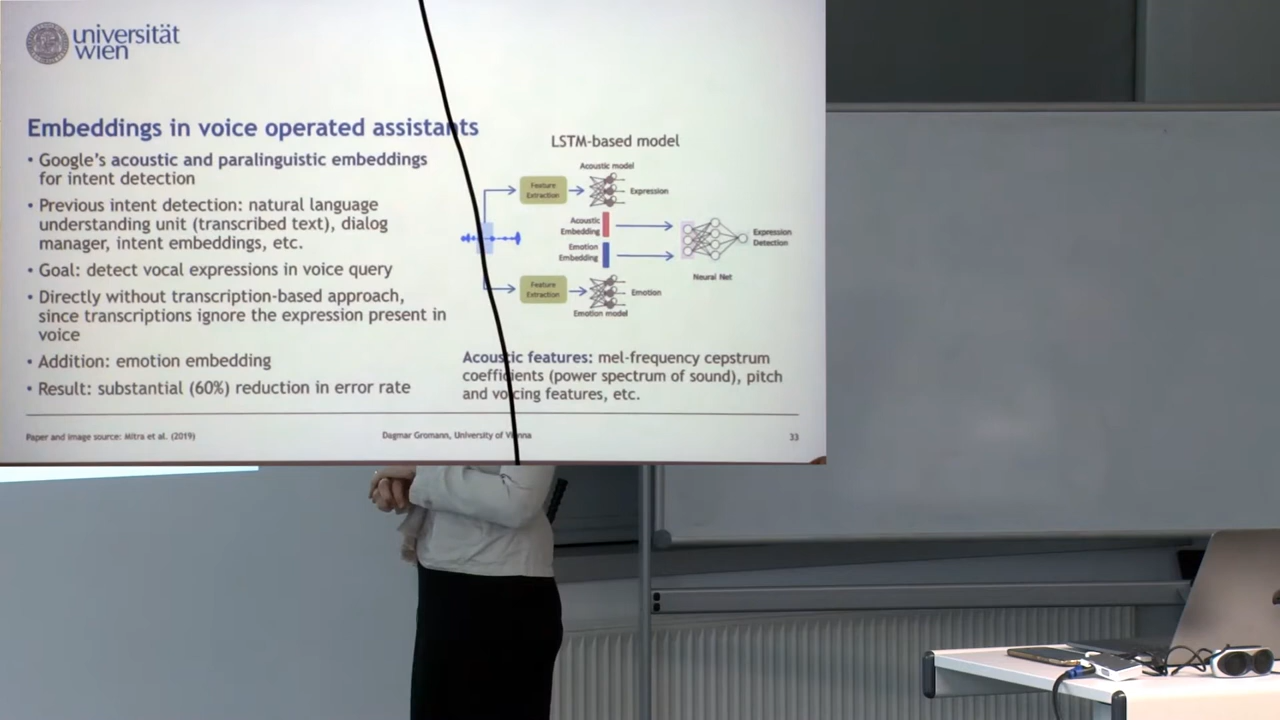 universität
wien
Embeddings in voice operated assistants
• Google's acoustic and paralinguistic embeddings
for intent detection
• Previous intent detection: natural language
understanding unit (transcribed text), dialog
manager, intent embeddings, etc.
• Goal: detect vocal expressions in voice query
• Directly without transcription-based approach,
since transcriptions ignore the expression present in
voice
• Addition: emotion embedding
• Result: substantial (60%) reduction in error rate
LSTM-based model
Acoustic model
Feature
Extraction
Expression
Acoustic
Embedding
Emotion
Embedding
Expression
Detection
Neural Net
Feature
Extraction
Emotion
Emotion model
Acoustic features: mel-frequency cepstrum
coefficients (power spectrum of sound), pitch
and voicing features, etc.
Paper and image source: Mitra et al. (2019)
Dagmar Gromann, University of Vienna
33